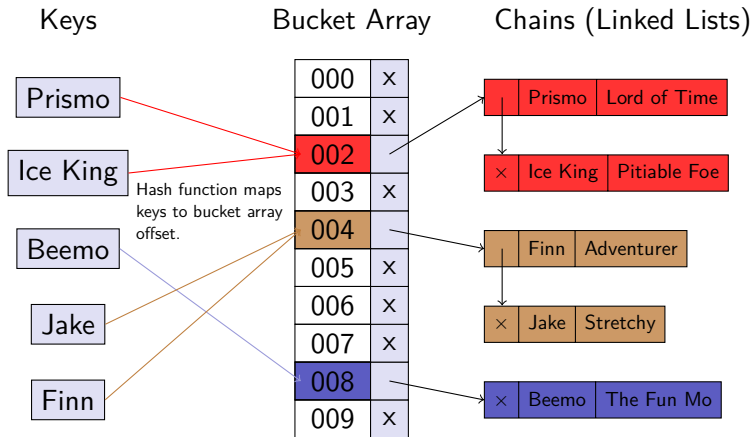 Keys
Bucket Array
Chains (Linked Lists)
Prismo
Ice King
Beemo
Jake
Finn
Hash function maps
keys to bucket array
offset.
000 x
001 x
002
003 x
004
005 x
006 x
007 x
008
009 x
Prismo Lord of Time
× Ice King Pitiable Foe
Finn Adventurer
× Jake Stretchy
× Beemo The Fun Mo